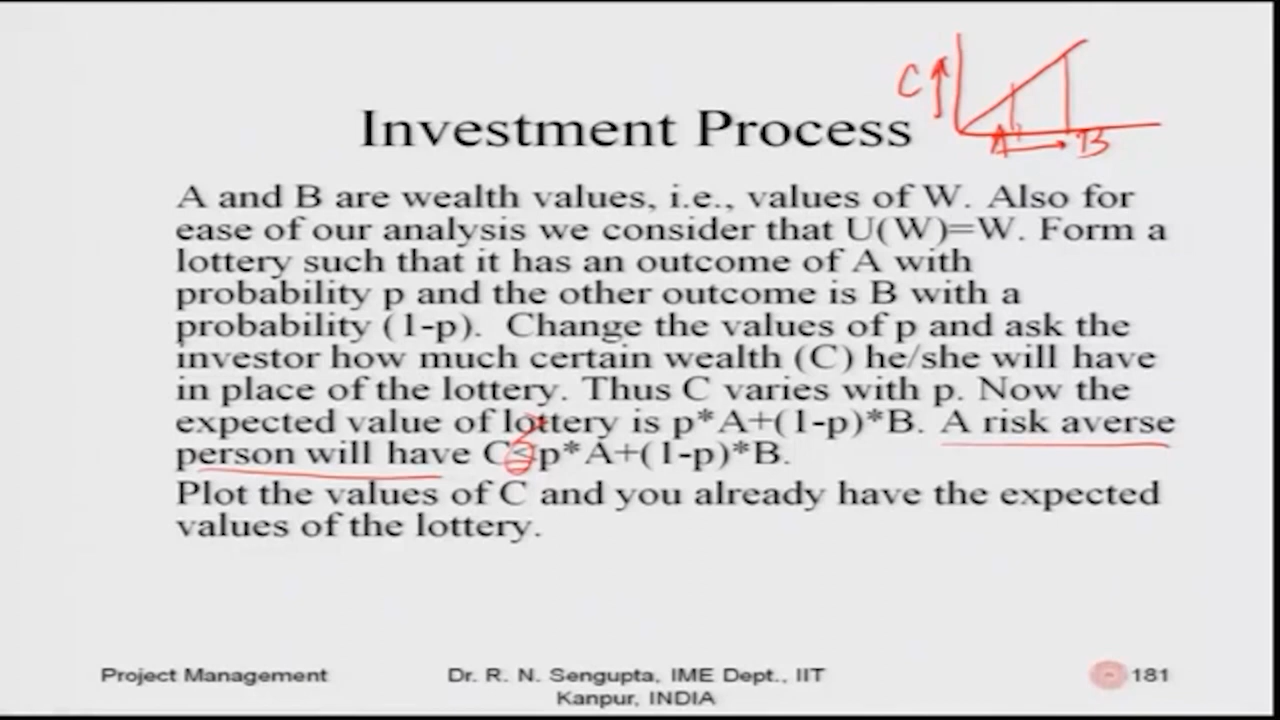 C
A
B
Investment Process
A and B are wealth values, i.e., values of W. Also for
ease of our analysis we consider that U(W)=W. Form a
lottery such that it has an outcome of A with
probability p and the other outcome is B with a
probability (1-p). Change the values of p and ask the
investor how much certain wealth (C) he/she will have
in place of the lottery. Thus C varies with p. Now the
expected value of lottery is p*A+(1-p)*B. A risk averse
person will have C<p*A+(1-p)*B.
Plot the values of C and you already have the expected
values of the lottery.
Project Management
Dr. R. N. Sengupta, IME Dept., IIT
Kanpur, INDIA
181